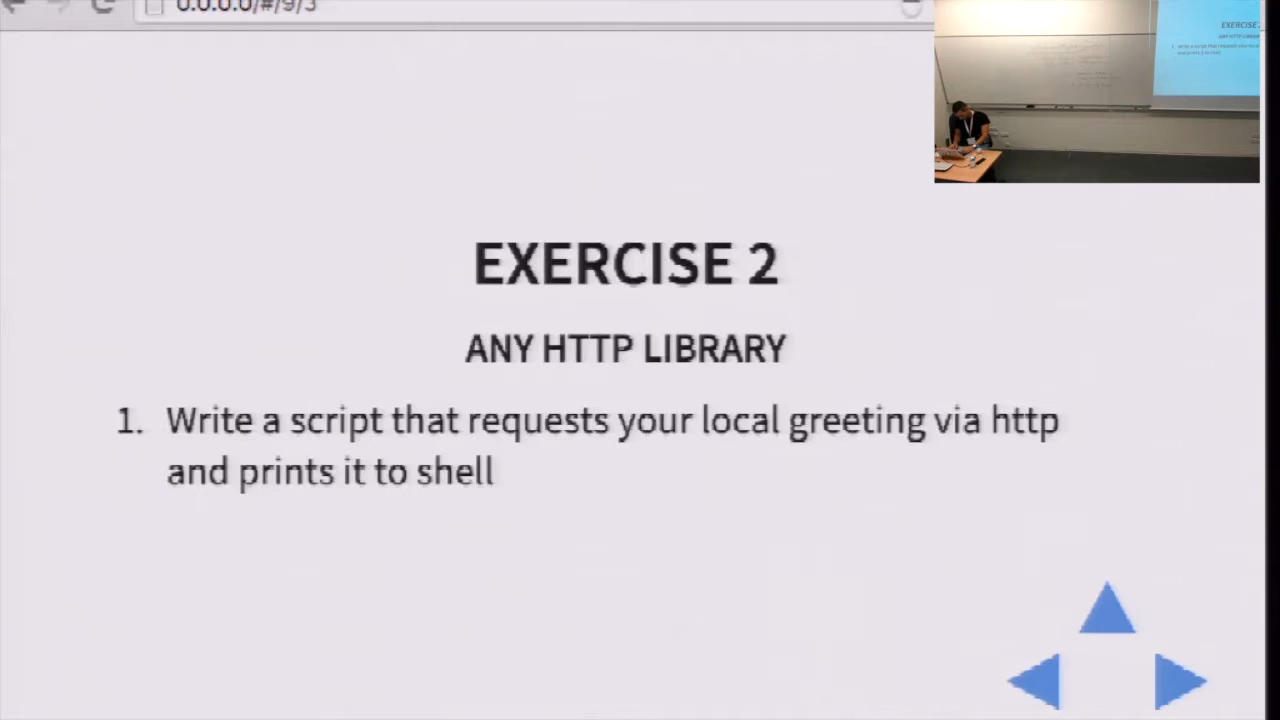 0.0.0.0/#/9/3
EXERCISE 2
ANY HTTP LIBRARY
1. Write a script that requests your local greeting via http
and prints it to shell